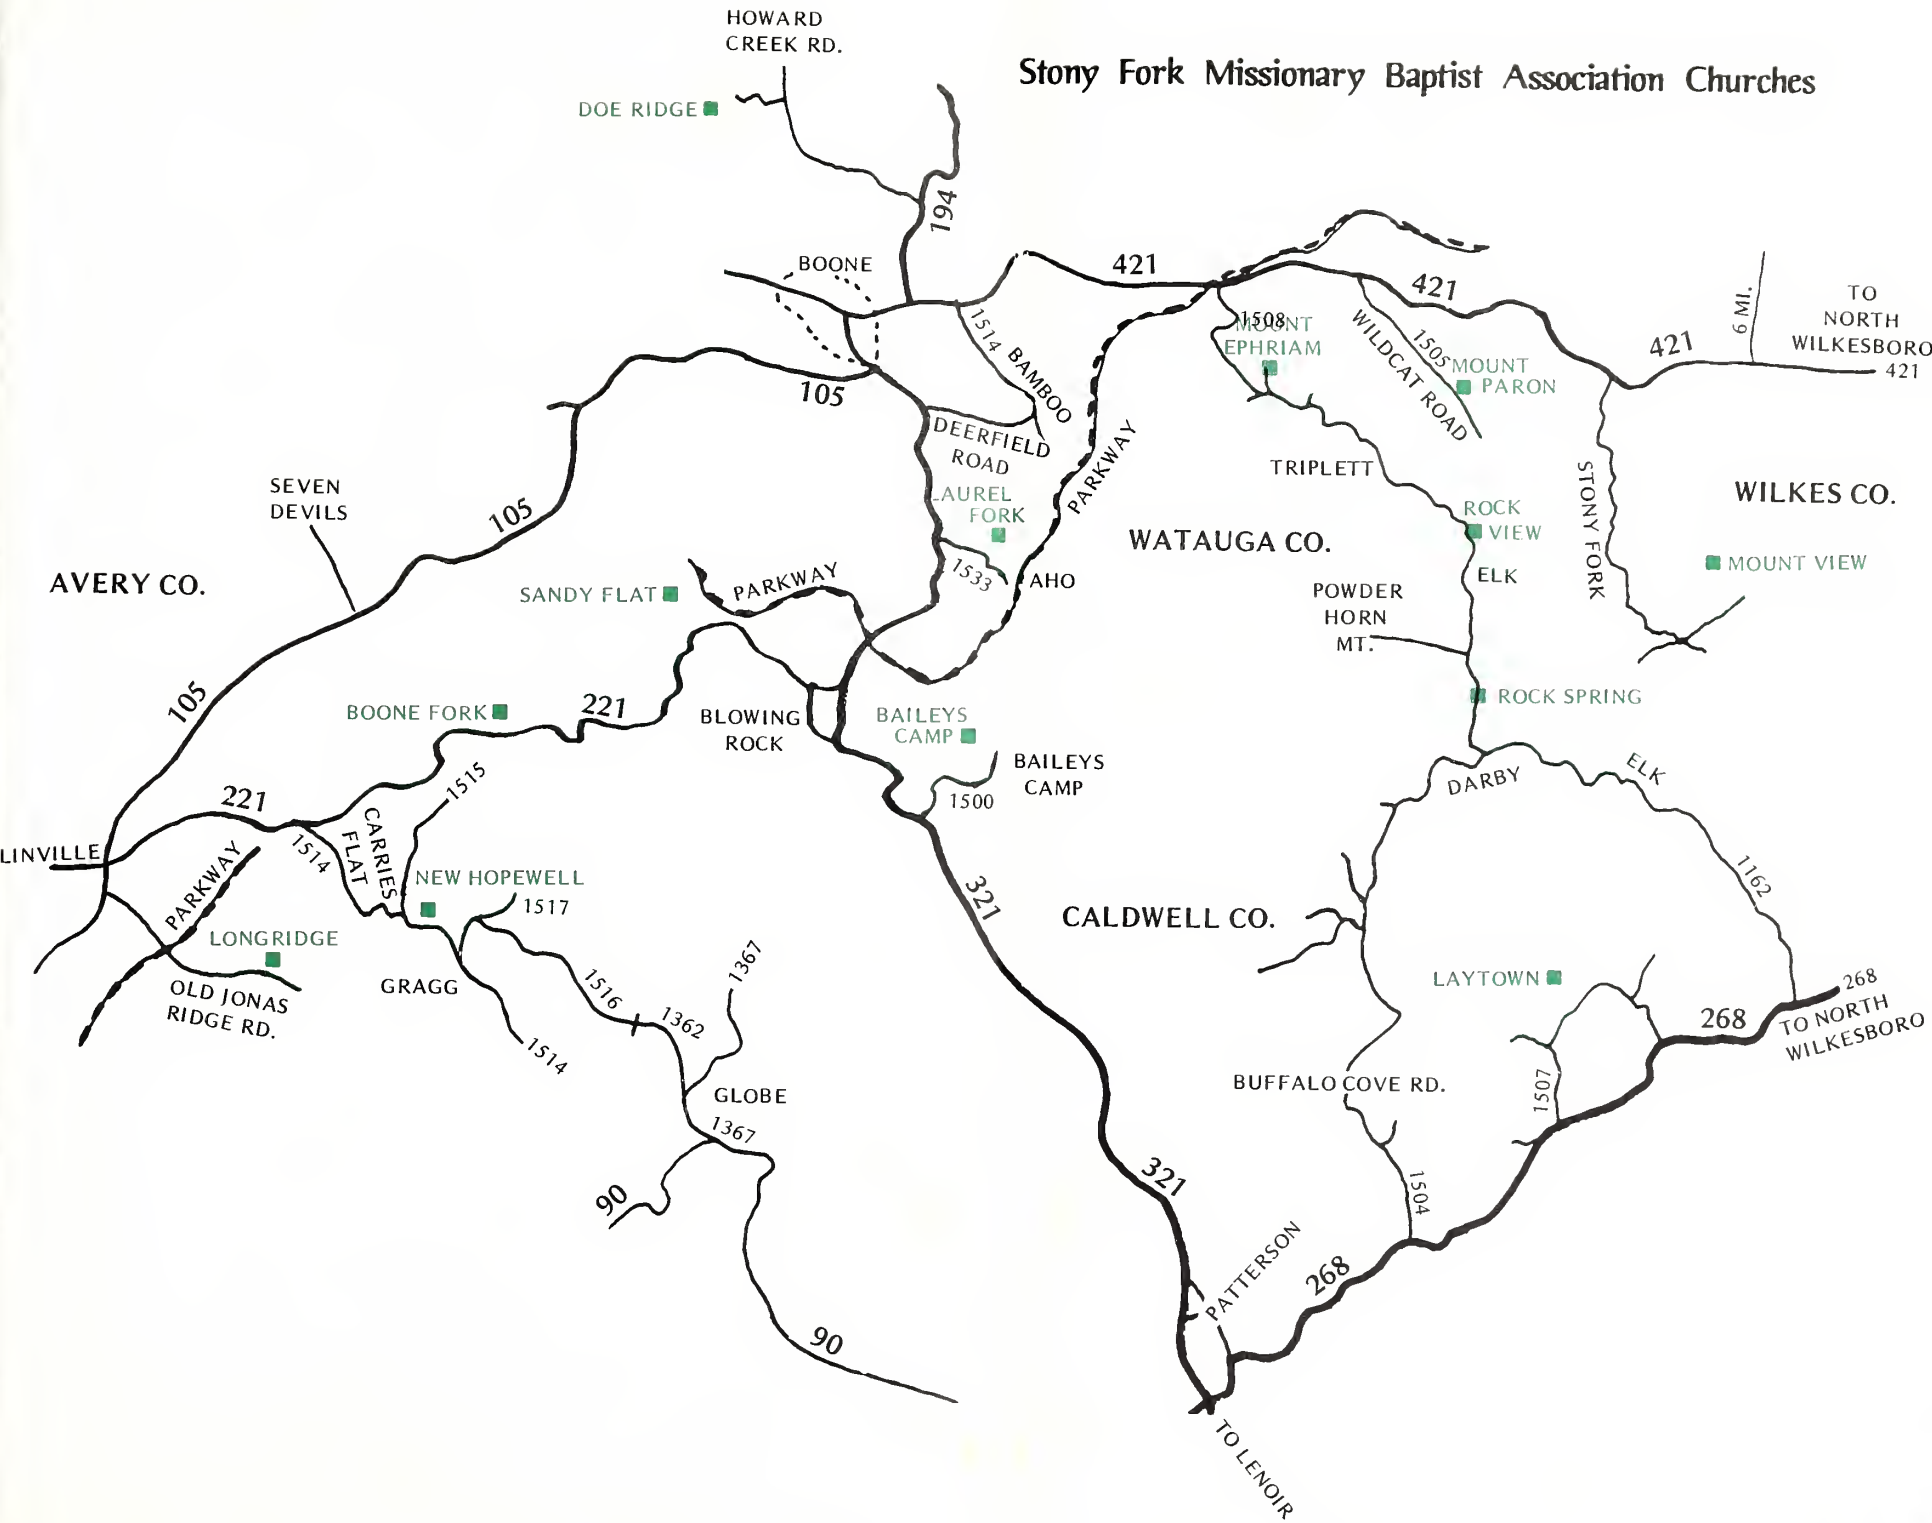 HOWARD
CREEK RD.
Stony Fork Missionary Baptist Association Churches
DOE RIDGE
194
BOONE
421
421
6 MI.
TO
NORTH
WILKESBORO
421
421
1508
MOUNT
EPHRIAM
1514
BAMBOO
WILDCAT ROAD
1505
MOUNT
PARON
105
DEERFIELD
ROAD
PARKWAY
TRIPLETT
STONY FORK
WILKES CO.
SEVEN
DEVILS
105
LAUREL
FORK
ROCK
VIEW
WATAUGA CO.
MOUNT VIEW
AVERY CO.
SANDY FLAT
PARKWAY
1533
AHO
ELK
POWDER
HORN
MT.
105
BOONE FORK
221
BLOWING
ROCK
BAILEYS
CAMP
ROCK SPRING
BAILEYS
CAMP
1500
DARBY
ELK
1515
221
1514
CARRIES
FLAT
LINVILLE
PARKWAY
NEW HOPEWELL
1517
321
CALDWELL CO.
1162
LONGRIDGE
OLD JONAS
RIDGE RD.
GRAGG
1516
1367
LAYTOWN
268
268
TO NORTH
WILKESBORO
1362
1514
GLOBE
1367
BUFFALO COVE RD.
1507
90
321
1504
PATTERSON
268
90
TO LENOIR